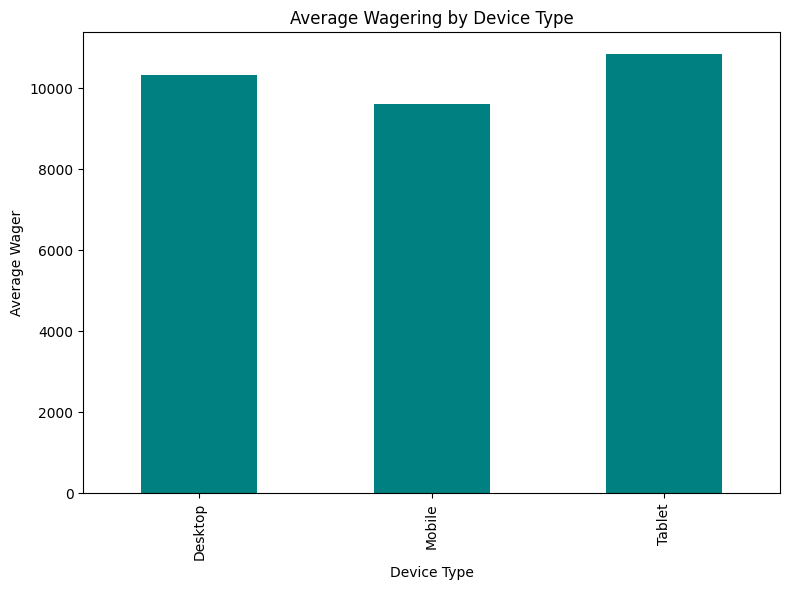 Average Wagering by Device Type
Average Wager
10000
8000
6000
4000
2000
0
Desktop
Mobile
Tablet
Device Type